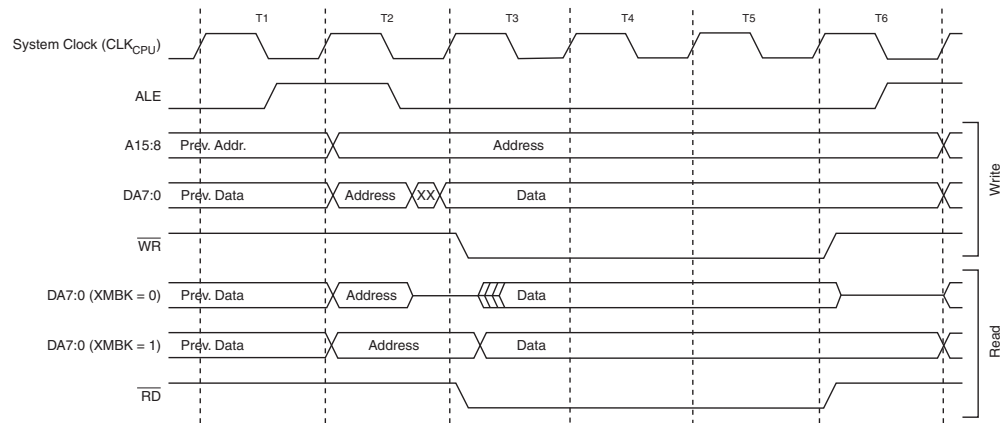 T1 T2 T3 T4 T5 T6
System Clock (CLKCPU)
ALE
A15:8 Prev. Addr. Address
DA7:0 Prev. Data Address XX Data
WR
Write
DA7:0 (XMBK = 0) Prev. Data Address Data
DA7:0 (XMBK = 1) Prev. Data Address Data
RD
Read